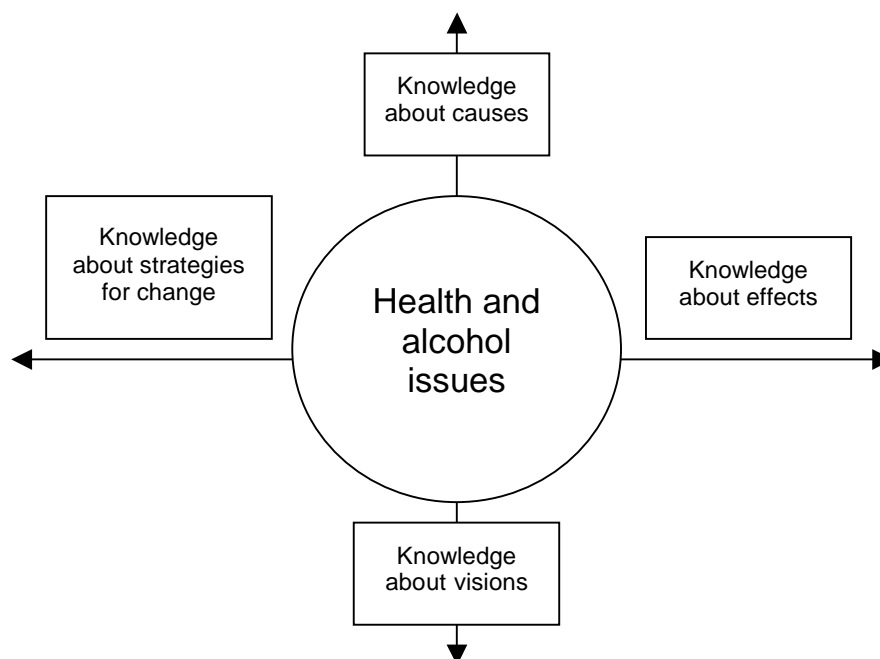 Knowledge
about causes
Knowledge
about strategies
for change
Health and
alcohol
issues
Knowledge
about effects
Knowledge
about visions